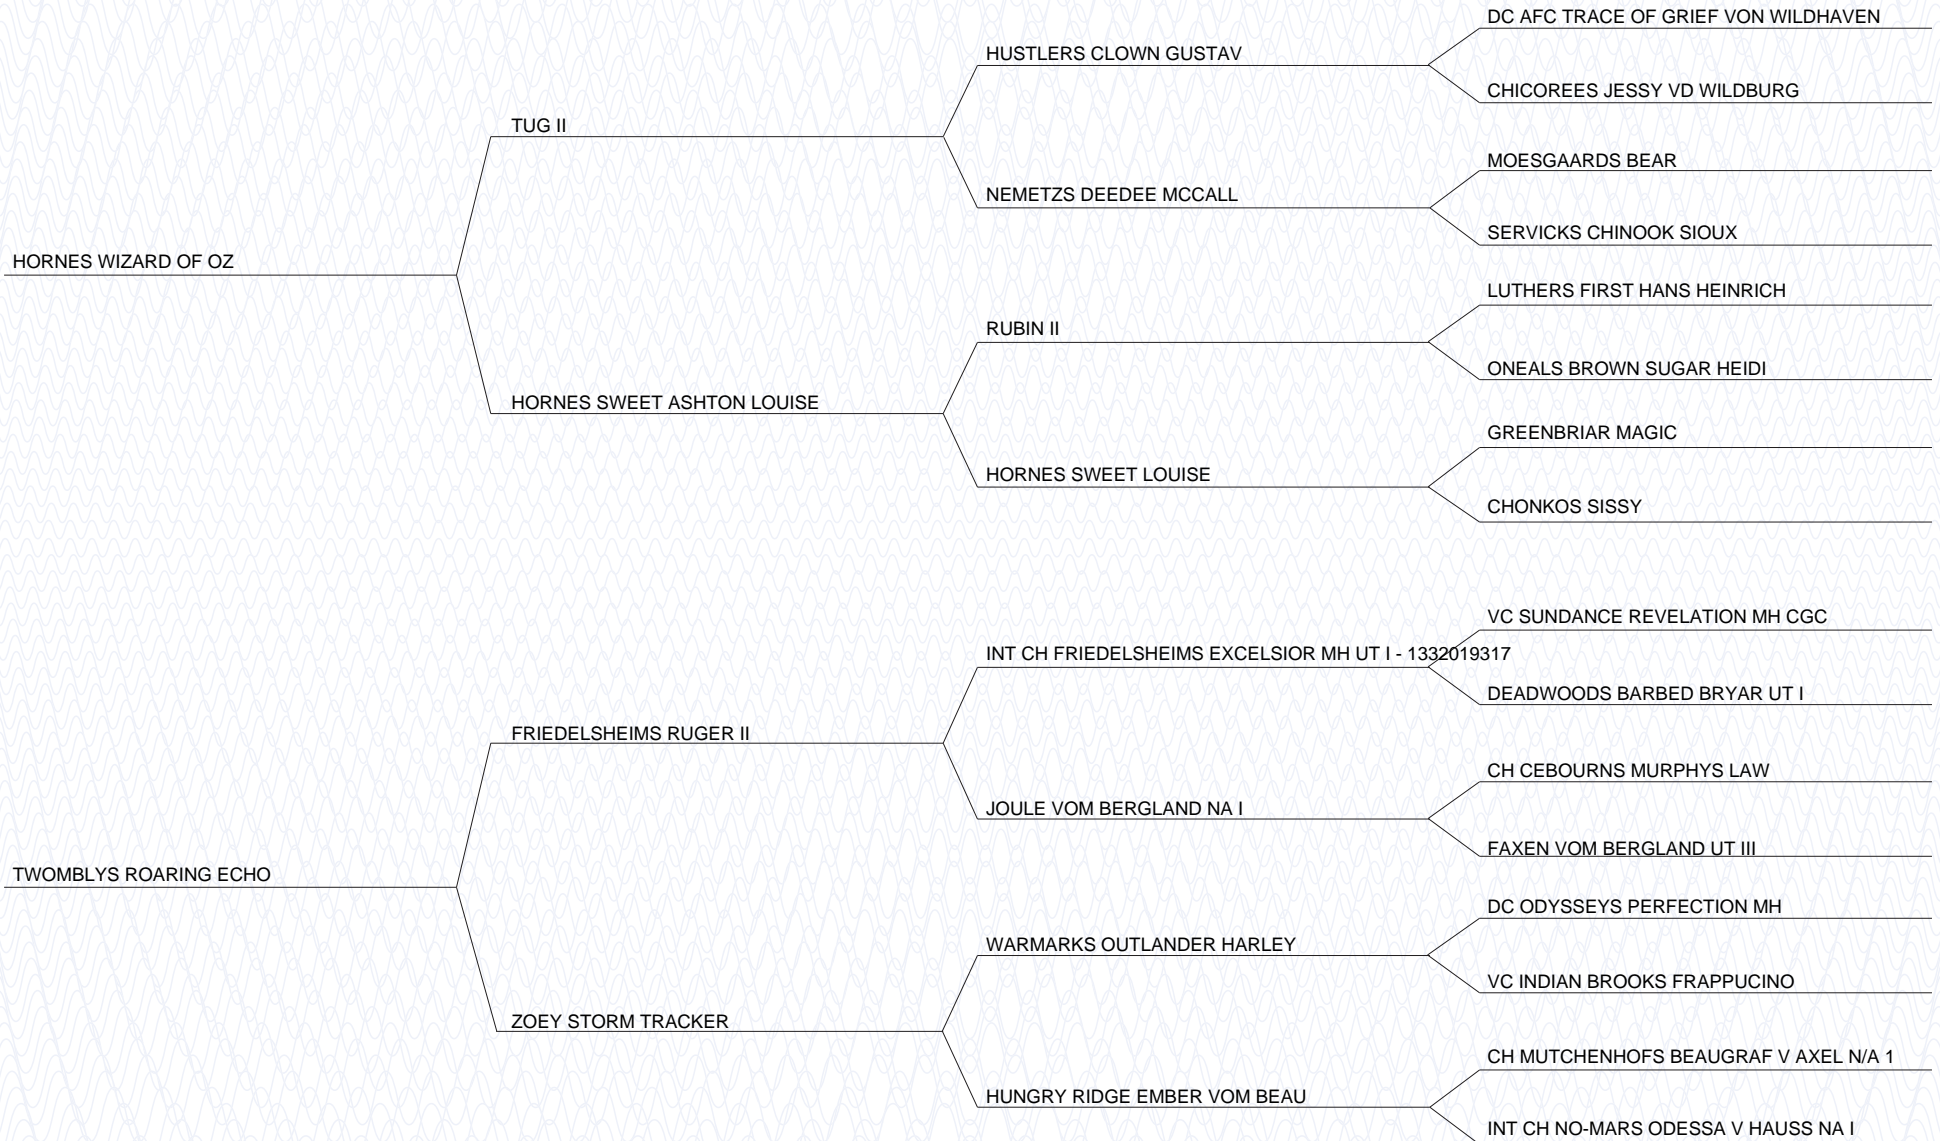 DC AFC TRACE OF GRIEF VON WILDHAVEN
HUSTLERS CLOWN GUSTAV
CHICOREES JESSY VD WILDBURG
TUG II
MOESGAARDS BEAR
NEMETZS DEEDEE MCCALL
SERVICKS CHINOOK SIOUX
HORNES WIZARD OF OZ
LUTHERS FIRST HANS HEINRICH
RUBIN II
ONEALS BROWN SUGAR HEIDI
HORNES SWEET ASHTON LOUISE
GREENBRIAR MAGIC
HORNES SWEET LOUISE
CHONKOS SISSY
VC SUNDANCE REVELATION MH CGC
INT CH FRIEDELSHEIMS EXCELSIOR MH UT I - 1332019317
DEADWOODS BARBED BRYAR UT I
FRIEDELSHEIMS RUGER II
CH CEBOURNS MURPHYS LAW
JOULE VOM BERGLAND NA I
FAXEN VOM BERGLAND UT III
TWOMBLYS ROARING ECHO
DC ODYSSEYS PERFECTION MH
WARMARKS OUTLANDER HARLEY
VC INDIAN BROOKS FRAPPUCINO
ZOEY STORM TRACKER
CH MUTCHENHOFS BEAUGRAF V AXEL N/A 1
HUNGRY RIDGE EMBER VOM BEAU
INT CH NO-MARS ODESSA V HAUSS NA I